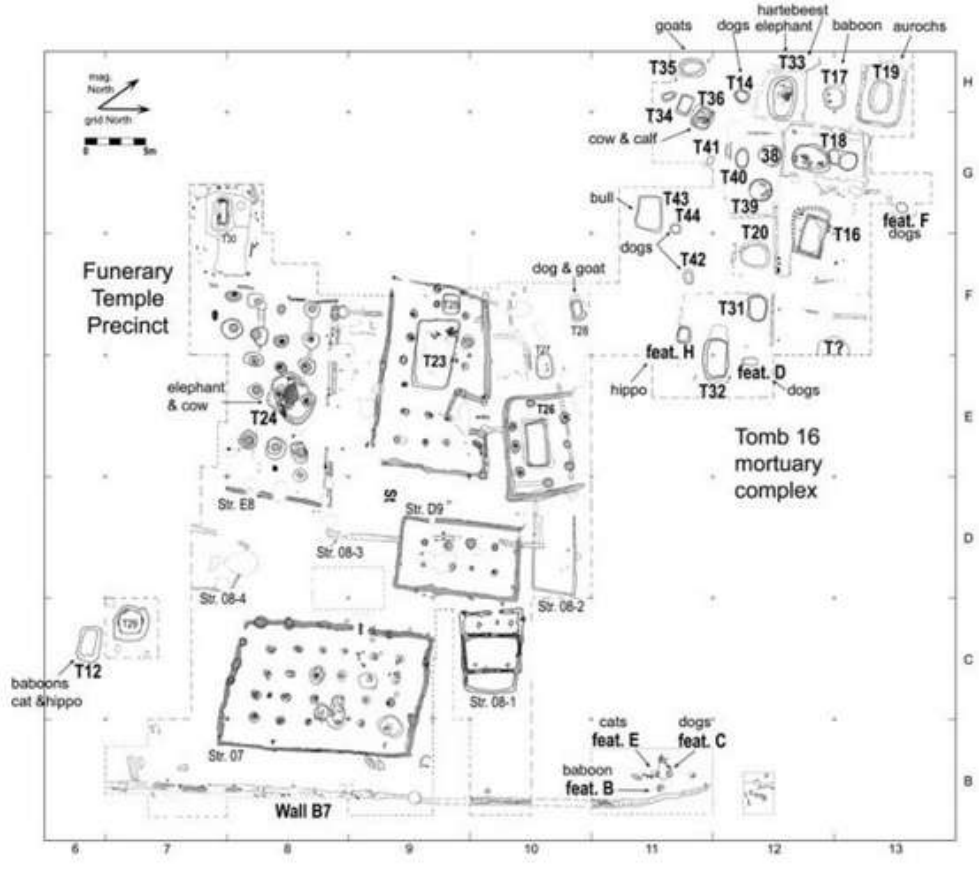 hartebeest
goats
dogs
elephant
baboon
aurochs
T35
T14
T33
T17
T19
H
mag.
North
grid North
0
5m
T34
T36
cow & calf
T41
38
T18
T40
G
bull
T43
T44
T39
T20
T16
feat. F
dogs
dogs
T42
T30
Funerary
Temple
Precinct
dog & goat
T28
F
T31
T23
feat. H
T?
hippo
T32
feat. D
dogs
elephant
& cow
T24
T26
E
Tomb 16
mortuary
complex
Str. E8
St
Str. D9
Str. 08-3
D
Str. 08-4
Str. 08-2
T12
baboons
cat &hippo
C
Str. 08-1
Str. 07
cats
feat. E
dogs
feat. C
baboon
feat. B
B
Wall B7
6
7
8
9
10
11
12
13